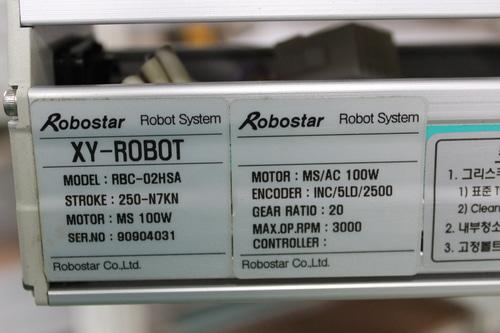 Robostar Robot System
XY-ROBOT
MODEL : RBC-02HSA
STROKE : 250-N7KN
MOTOR : MS 100W
SER.NO : 90904031
Robostar Co.,Ltd.
Robostar Robot System
MOTOR : MS/AC 100W
ENCODER : INC/5LD/2500
GEAR RATIO : 20
MAX.OP.RPM : 3000
CONTROLLER :
Robostar Co.,Ltd.
1. 그리스
1) 표준
2) Clean
2. 내부청소
3. 고정볼트